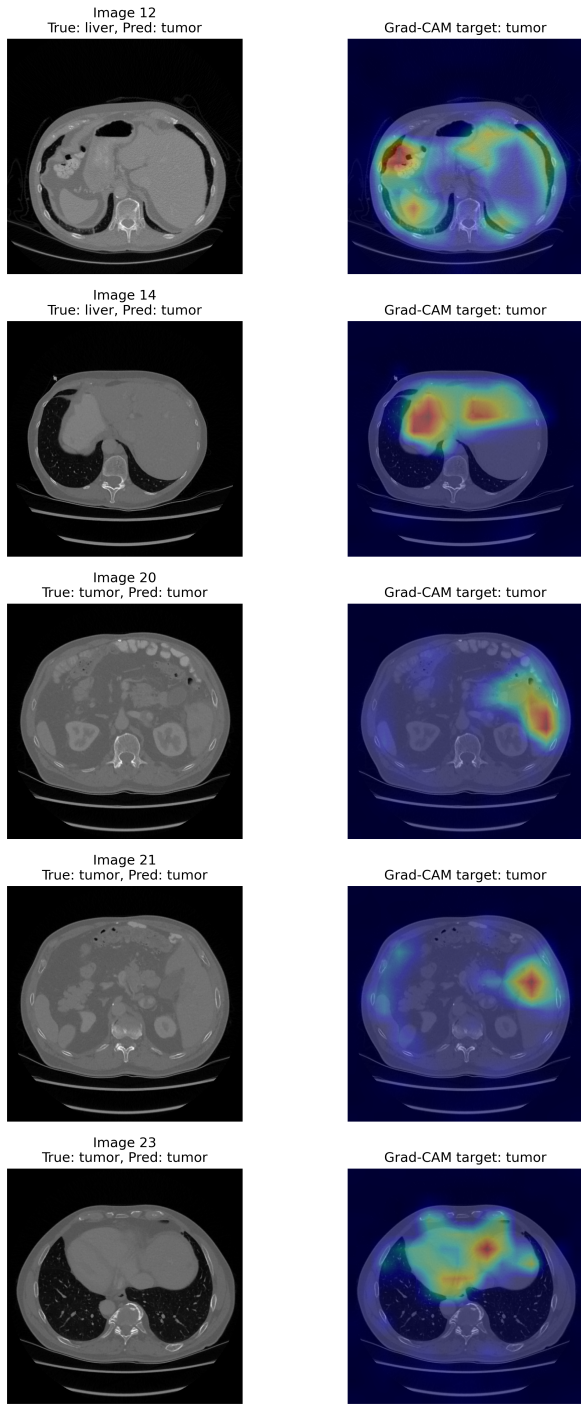 Image 12
True: liver, Pred: tumor
Grad-CAM target: tumor
Image 14
True: liver, Pred: tumor
Grad-CAM target: tumor
Image 20
True: tumor, Pred: tumor
Grad-CAM target: tumor
Image 21
True: tumor, Pred: tumor
Grad-CAM target: tumor
Image 23
True: tumor, Pred: tumor
Grad-CAM target: tumor